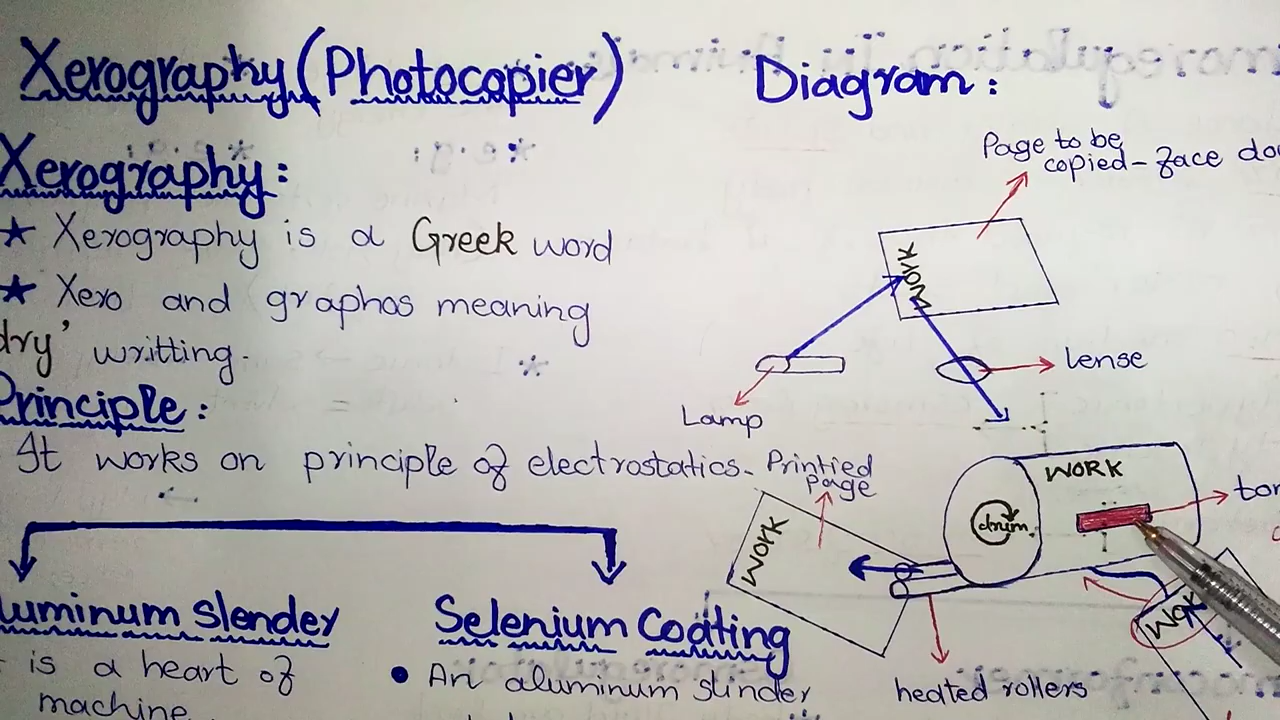 Xerography (Photocopier)
Xerography:
★ Xerography is a Greek word
★ Xero and graphos meaning
dry' writting.
Principle:
It works on principle of electrostatics.
luminum Slender
is a heart of
machine
Selenium Coating
• An aluminum slinder
Diagram:
Page to be
copied - face do
WORK
lense
Lamp
Printied
page
WORK
drum
ton
Work
WORK
heated rollers